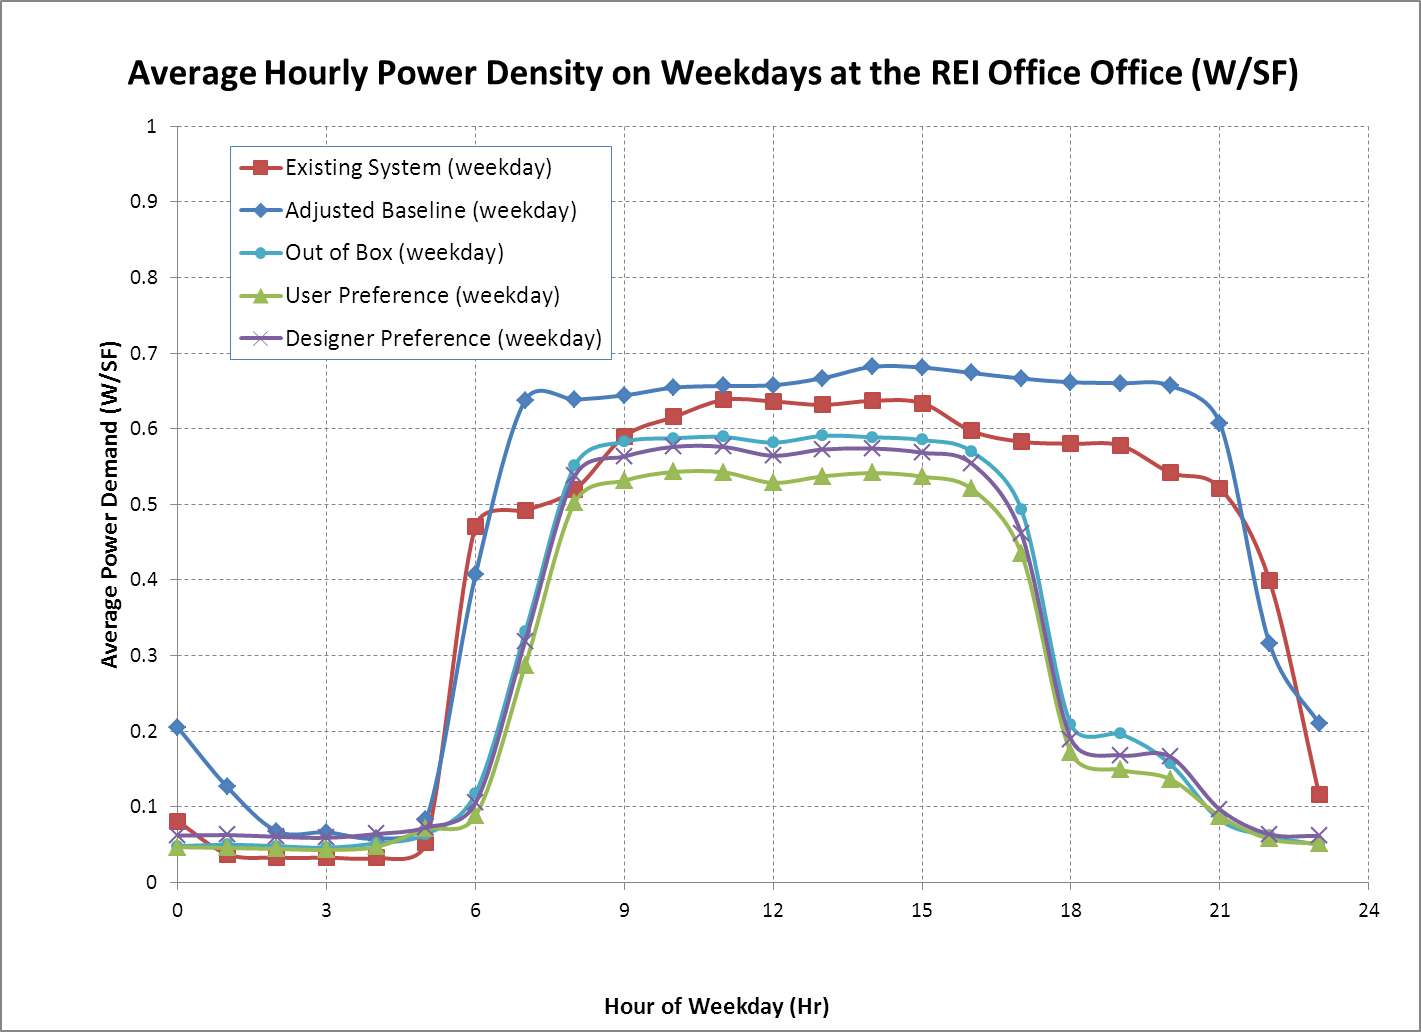 Average Hourly Power Density on Weekdays at the REI Office Office (W/SF)
1
0.9
0.8
0.7
0.6
0.5
0.4
0.3
0.2
0.1
0
Average Power Demand (W/SF)
Existing System (weekday)
Adjusted Baseline (weekday)
Out of Box (weekday)
User Preference (weekday)
Designer Preference (weekday)
0 3 6 9 12 15 18 21 24
Hour of Weekday (Hr)